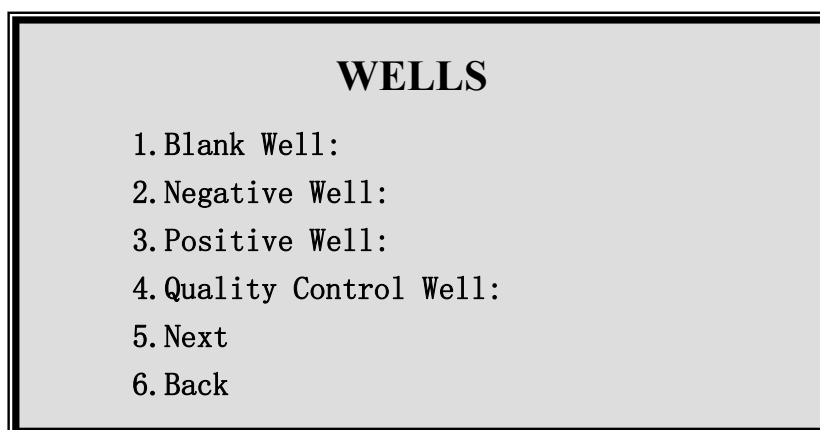 WELLS
1.Blank Well:
2.Negative Well:
3.Positive Well:
4.Quality Control Well:
5.Next
6.Back